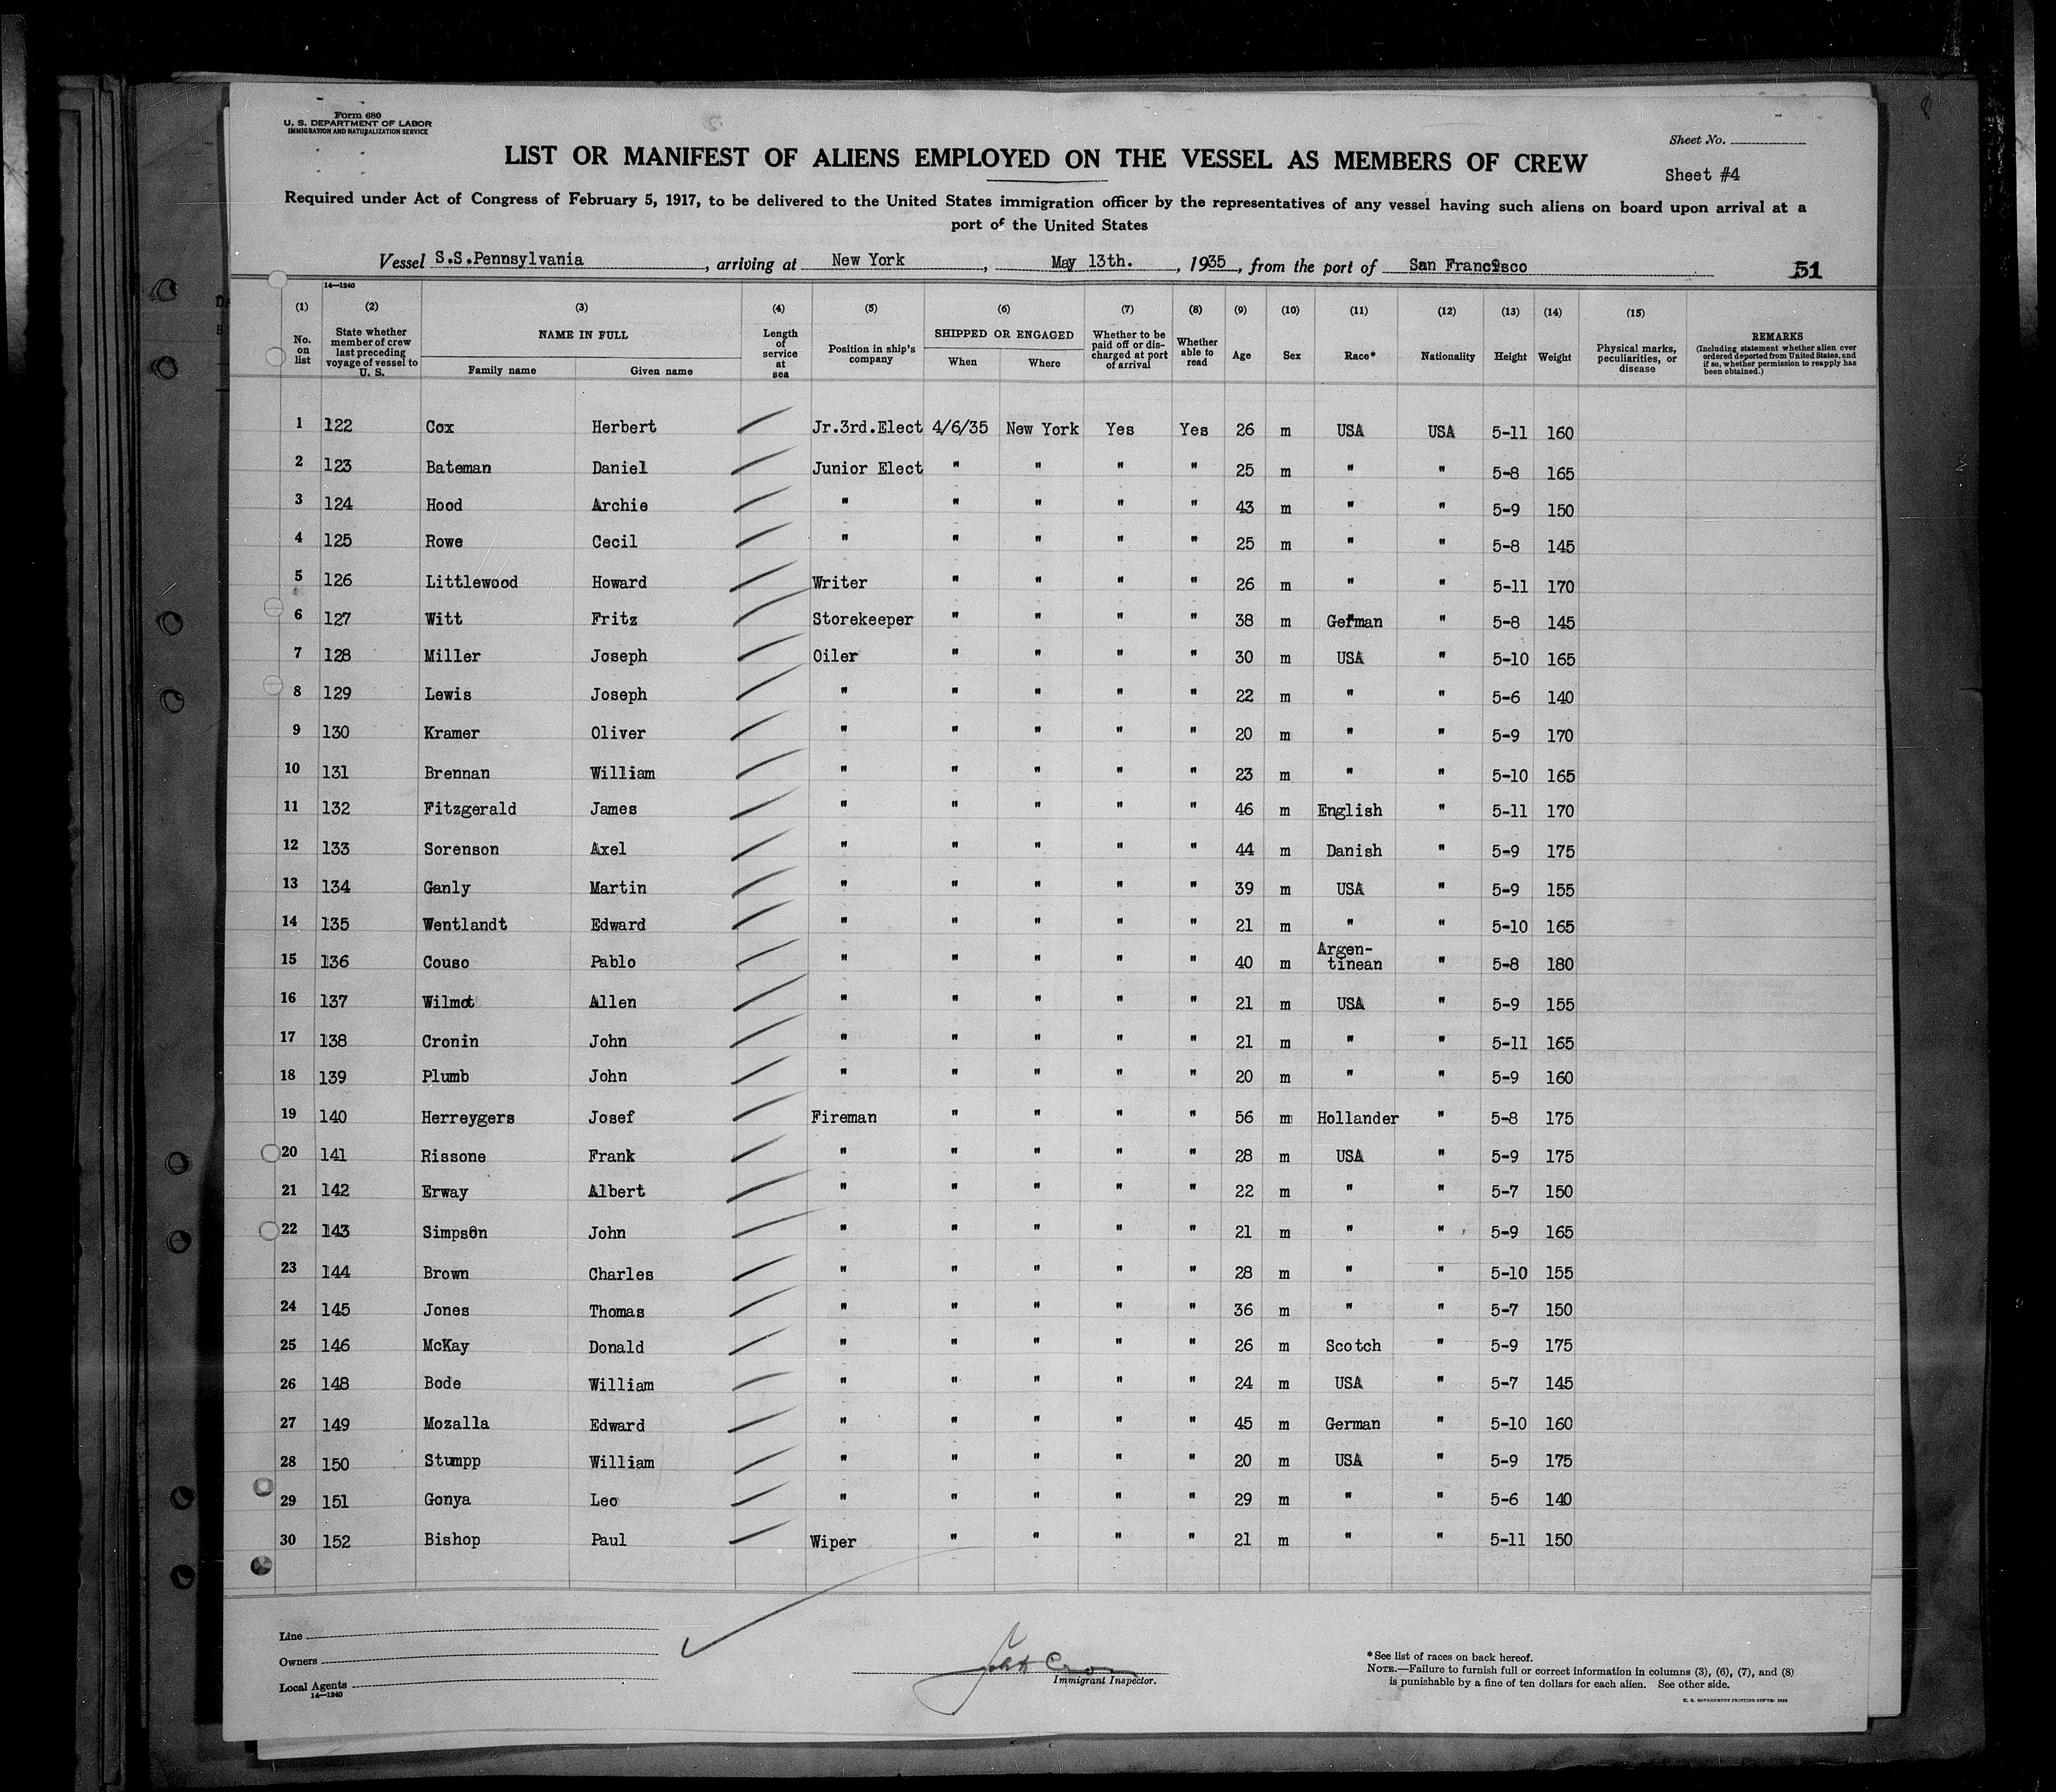 Form 680
U. S. DEPARTMENT OF LABOR
IMMIGRATION AND NATURALIZATION SERVICE
Sheet No.
Sheet #4
LIST OR MANIFEST OF ALIENS EMPLOYED ON THE VESSEL AS MEMBERS OF CREW
Required under Act of Congress of February 5, 1917, to be delivered to the United States immigration officer by the representatives of any vessel having such aliens on board upon arrival at a
port of the United States
Vessel S.S.Pennsylvania, arriving at New York, May 13th., 1935, from the port of San Francisco
51
14—1240
(1) (2) (3) (4) (5) (6) (7) (8) (9) (10) (11) (12) (13) (14) (15)
No. on list State whether member of crew last preceding voyage of vessel to U. S. NAME IN FULL Family name Given name Length of service at sea Position in ship's company SHIPPED OR ENGAGED When Where Whether to be paid off or discharged at port of arrival Whether able to read Age Sex Race* Nationality Height Weight Physical marks, peculiarities, or disease REMARKS (Including statement whether alien ever ordered deported from United States, and if so, whether permission to reapply has been obtained.)
1 122 Cox Herbert Jr.3rd.Elect 4/6/35 New York Yes Yes 26 m USA USA 5-11 160
2 123 Bateman Daniel Junior Elect " " " " 25 m " " 5-8 165
3 124 Hood Archie " " " " " 43 m " " 5-9 150
4 125 Rowe Cecil " " " " " 25 m " " 5-8 145
5 126 Littlewood Howard Writer " " " " 26 m " " 5-11 170
6 127 Witt Fritz Storekeeper " " " " 38 m German " 5-8 145
7 128 Miller Joseph Oiler " " " " 30 m USA " 5-10 165
8 129 Lewis Joseph " " " " " 22 m " " 5-6 140
9 130 Kramer Oliver " " " " " 20 m " " 5-9 170
10 131 Brennan William " " " " " 23 m " " 5-10 165
11 132 Fitzgerald James " " " " " 46 m English " 5-11 170
12 133 Sorenson Axel " " " " " 44 m Danish " 5-9 175
13 134 Ganly Martin " " " " " 39 m USA " 5-9 155
14 135 Wentlandt Edward " " " " " 21 m " " 5-10 165
15 136 Couso Pablo " " " " " 40 m Argen-tinean " 5-8 180
16 137 Wilmot Allen " " " " " 21 m USA " 5-9 155
17 138 Cronin John " " " " " 21 m " " 5-11 165
18 139 Plumb John " " " " " 20 m " " 5-9 160
19 140 Herreygers Josef Fireman " " " " 56 m Hollander " 5-8 175
20 141 Rissone Frank " " " " " 28 m USA " 5-9 175
21 142 Erway Albert " " " " " 22 m " " 5-7 150
22 143 Simpson John " " " " " 21 m " " 5-9 165
23 144 Brown Charles " " " " " 28 m " " 5-10 155
24 145 Jones Thomas " " " " " 36 m " " 5-7 150
25 146 McKay Donald " " " " " 26 m Scotch " 5-9 175
26 148 Bode William " " " " " 24 m USA " 5-7 145
27 149 Mozalla Edward " " " " " 45 m German " 5-10 160
28 150 Stumpp William " " " " " 20 m USA " 5-9 175
29 151 Gonya Leo " " " " " 29 m " " 5-6 140
30 152 Bishop Paul Wiper " " " " 21 m " " 5-11 150
Line
Owners
Local Agents
14—1240
Immigrant Inspector.
*See list of races on back hereof.
NOTE.—Failure to furnish full or correct information in columns (3), (6), (7), and (8)
is punishable by a fine of ten dollars for each alien. See other side.